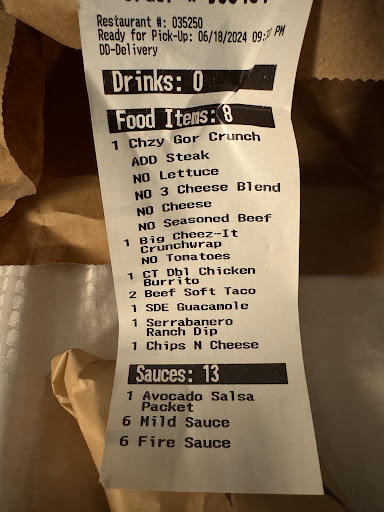 Restaurant #: 035250
Ready for Pick-Up: 06/18/2024 PM
DD-Delivery
Drinks: 0
Food Items: 8
1 Chzy Gor Crunch
ADD Steak
NO Lettuce
NO 3 Cheese Blend
NO Cheese
NO Seasoned Beef
1 Big Cheez-It
Crunchwrap
NO Tomatoes
1 CT Dbl Chicken
Burrito
2 Beef Soft Taco
1 SDE Guacamole
1 Serrabanero
Ranch Dip
1 Chips N Cheese
Sauces: 13
1 Avocado Salsa
Packet
6 Mild Sauce
6 Fire Sauce